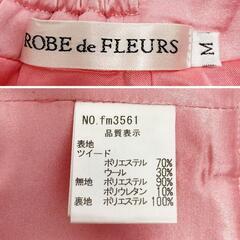 ROBE de FLEURS
M
NO.fm3561
品質表示
表地
ツイード
ポリエステル 70%
ウール 30%
無地 ポリエステル 90%
ポリウレタン 10%
裏地 ポリエステル 100%